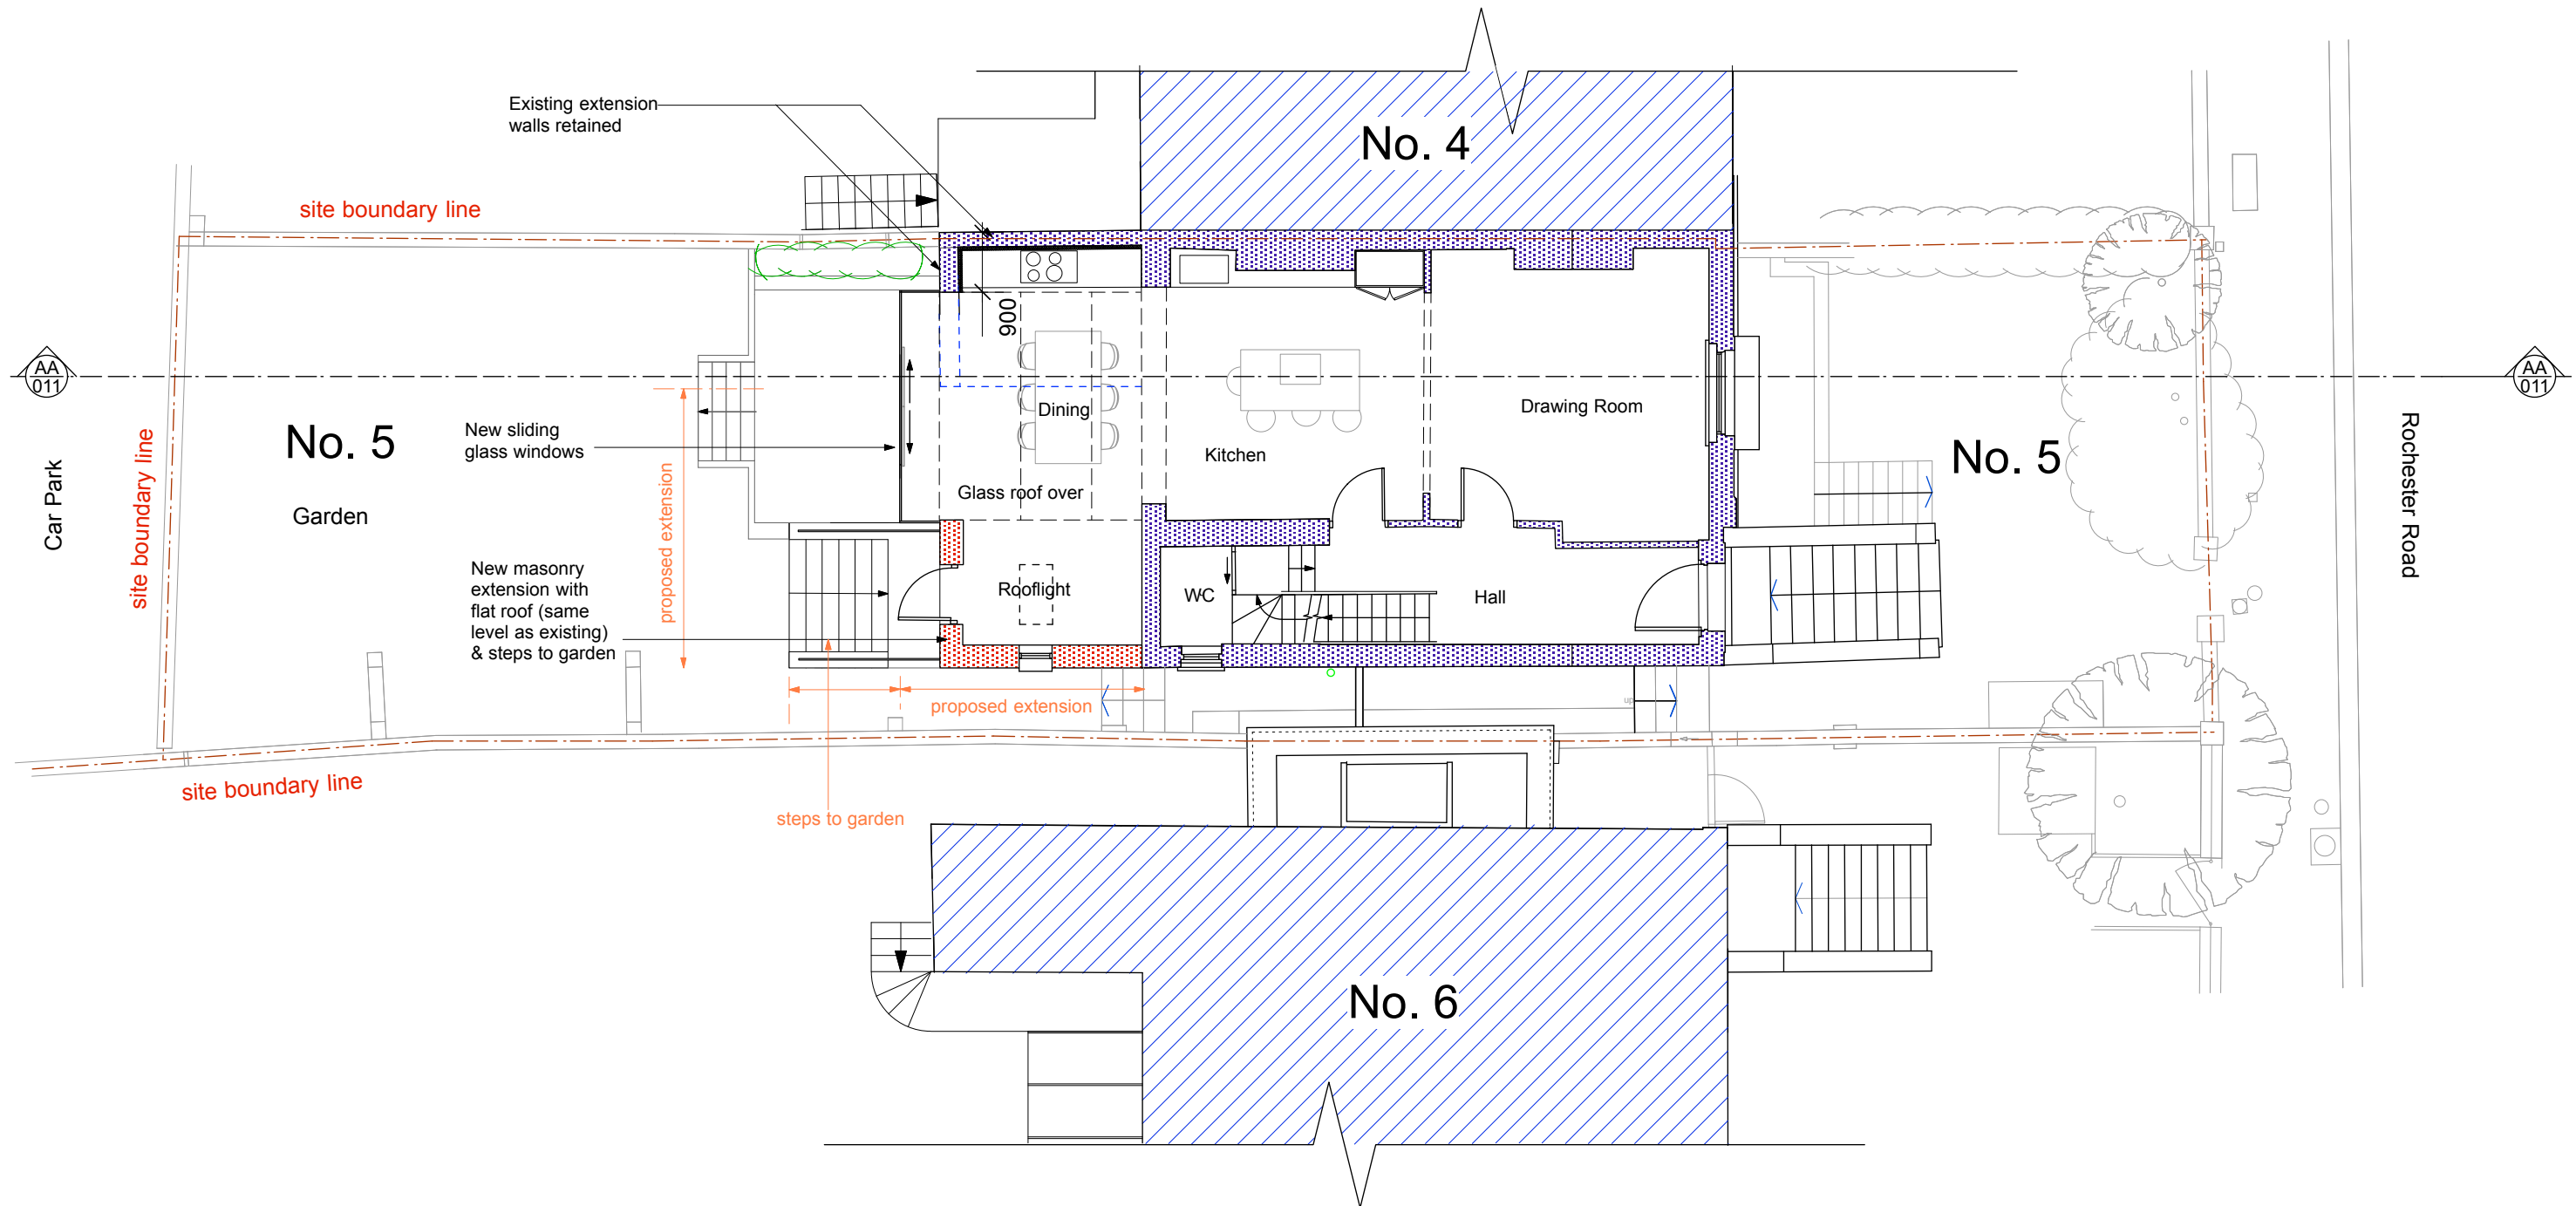 Existing extension
walls retained
No. 4
site boundary line
900
AA
011
AA
011
Dining
Drawing Room
No. 5
New sliding
glass windows
Kitchen
No. 5
Car Park
site boundary line
proposed extension
Rochester Road
Glass roof over
Garden
New masonry
extension with
flat roof (same
level as existing)
& steps to garden
Rooflight
WC
Hall
up
proposed extension
site boundary line
steps to garden
No. 6